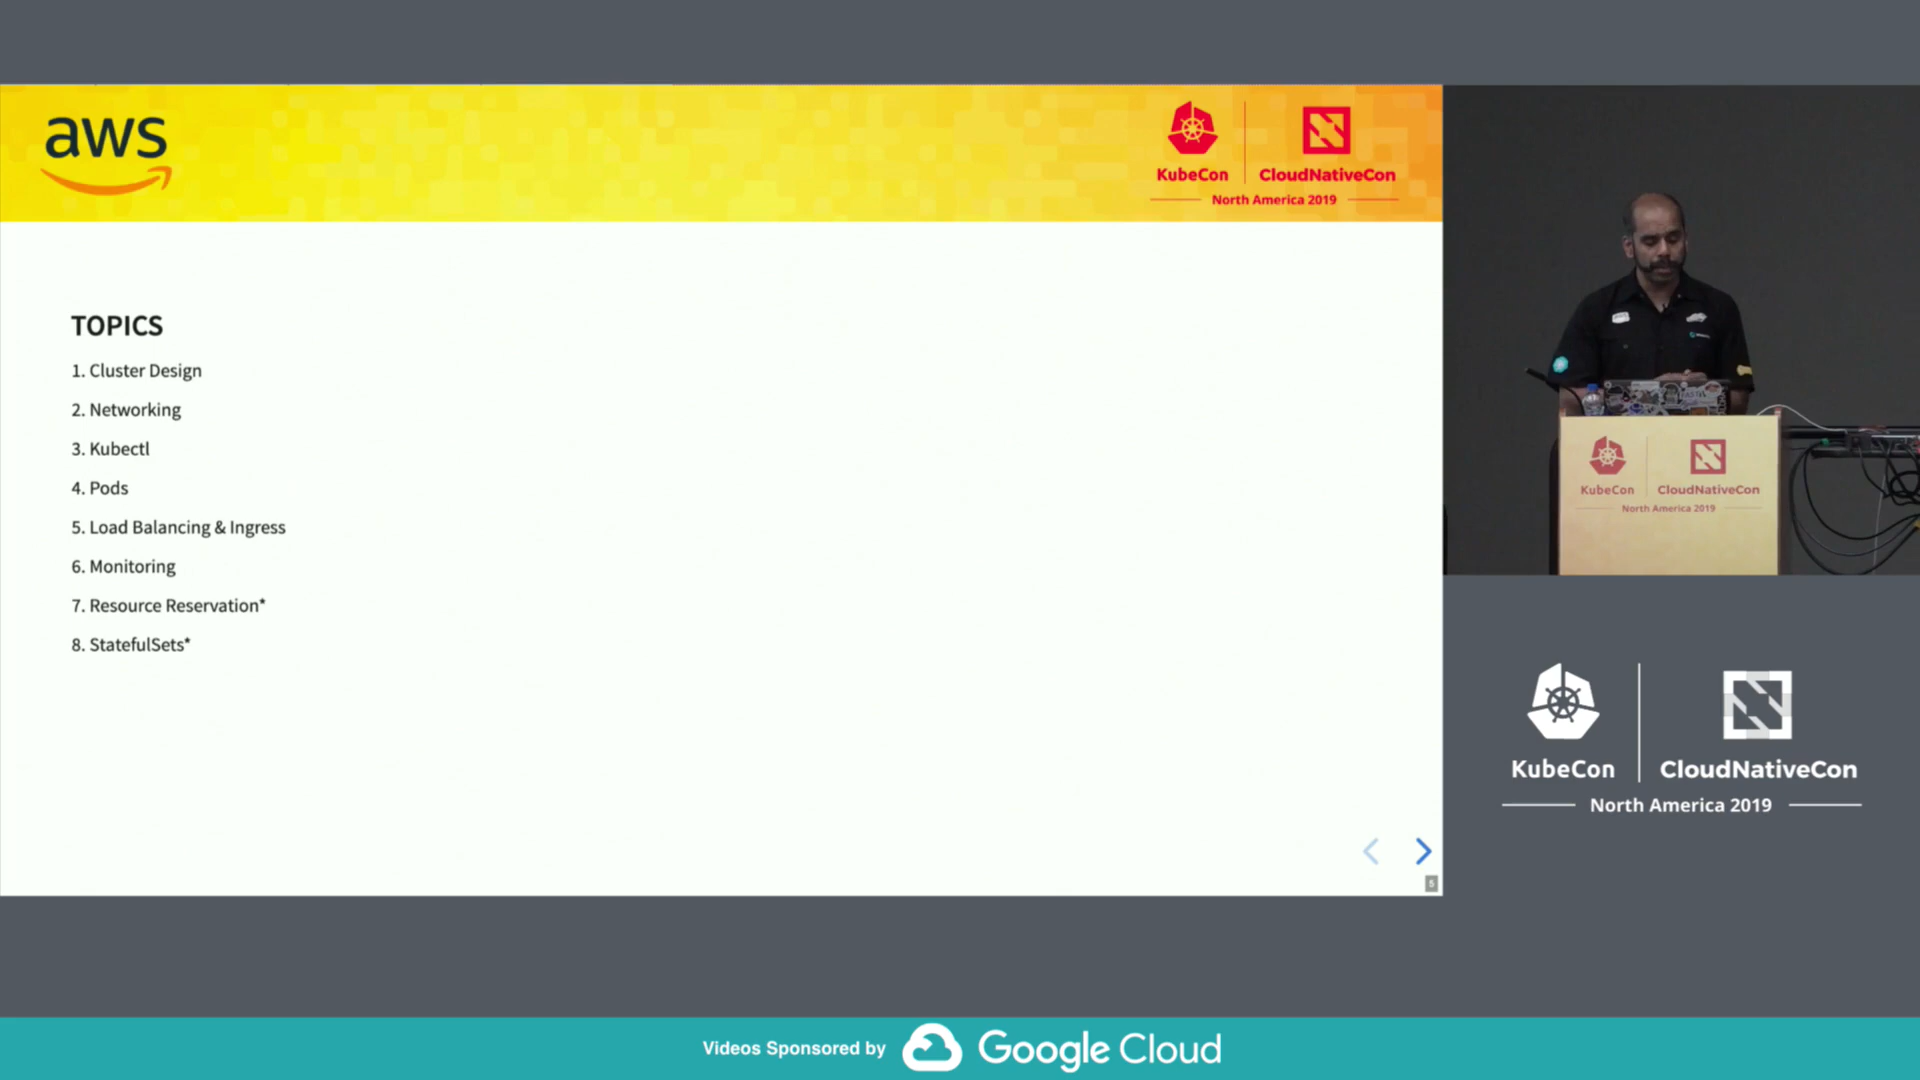 aws
KubeCon
CloudNativeCon
North America 2019
TOPICS
1. Cluster Design
2. Networking
3. Kubectl
4. Pods
5. Load Balancing & Ingress
6. Monitoring
7. Resource Reservation*
8. StatefulSets*
5
KubeCon
CloudNativeCon
North America 2019
KubeCon
CloudNativeCon
North America 2019
Videos Sponsored by
Google Cloud